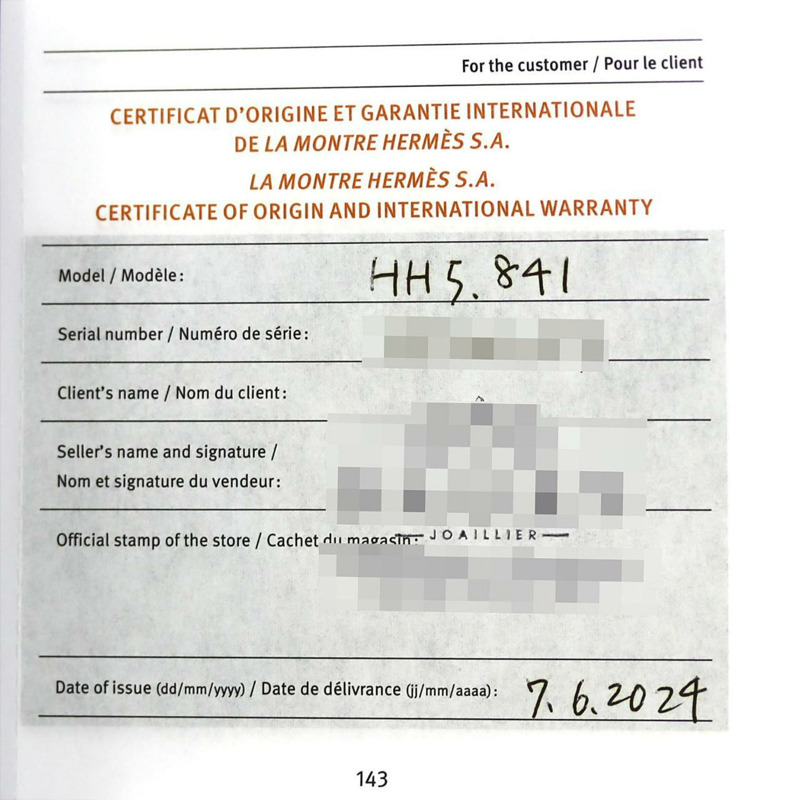 For the customer / Pour le client
CERTIFICAT D'ORIGINE ET GARANTIE INTERNATIONALE
DE LA MONTRE HERMÈS S.A.
LA MONTRE HERMÈS S.A.
CERTIFICATE OF ORIGIN AND INTERNATIONAL WARRANTY
Model / Modèle: HH5.841
Serial number / Numéro de série:
Client's name / Nom du client:
Seller's name and signature /
Nom et signature du vendeur:
Official stamp of the store / Cachet du magasin: JOAILLIER
Date of issue (dd/mm/yyyy) / Date de délivrance (jj/mm/aaaa): 7.6.2024
143